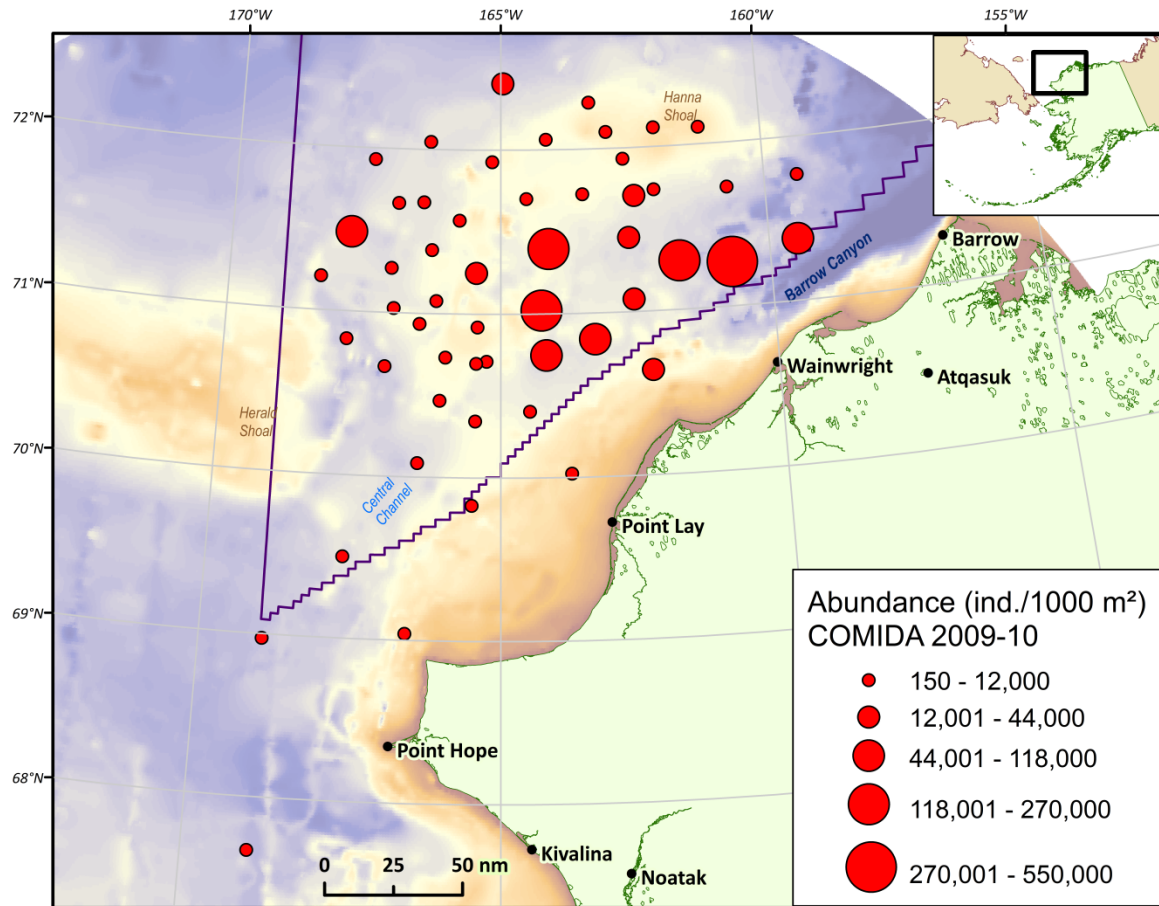 170°W
165°W
160°W
155°W
72°N
71°N
70°N
69°N
68°N
Hanna
Shoal
Barrow
Barrow Canyon
Wainwright
Atqasuk
Herald
Shoal
Central
Channel
Point Lay
Point Hope
Kivalina
Noatak
0 25 50 nm
Abundance (ind./1000 m²)
COMIDA 2009-10
150 - 12,000
12,001 - 44,000
44,001 - 118,000
118,001 - 270,000
270,001 - 550,000